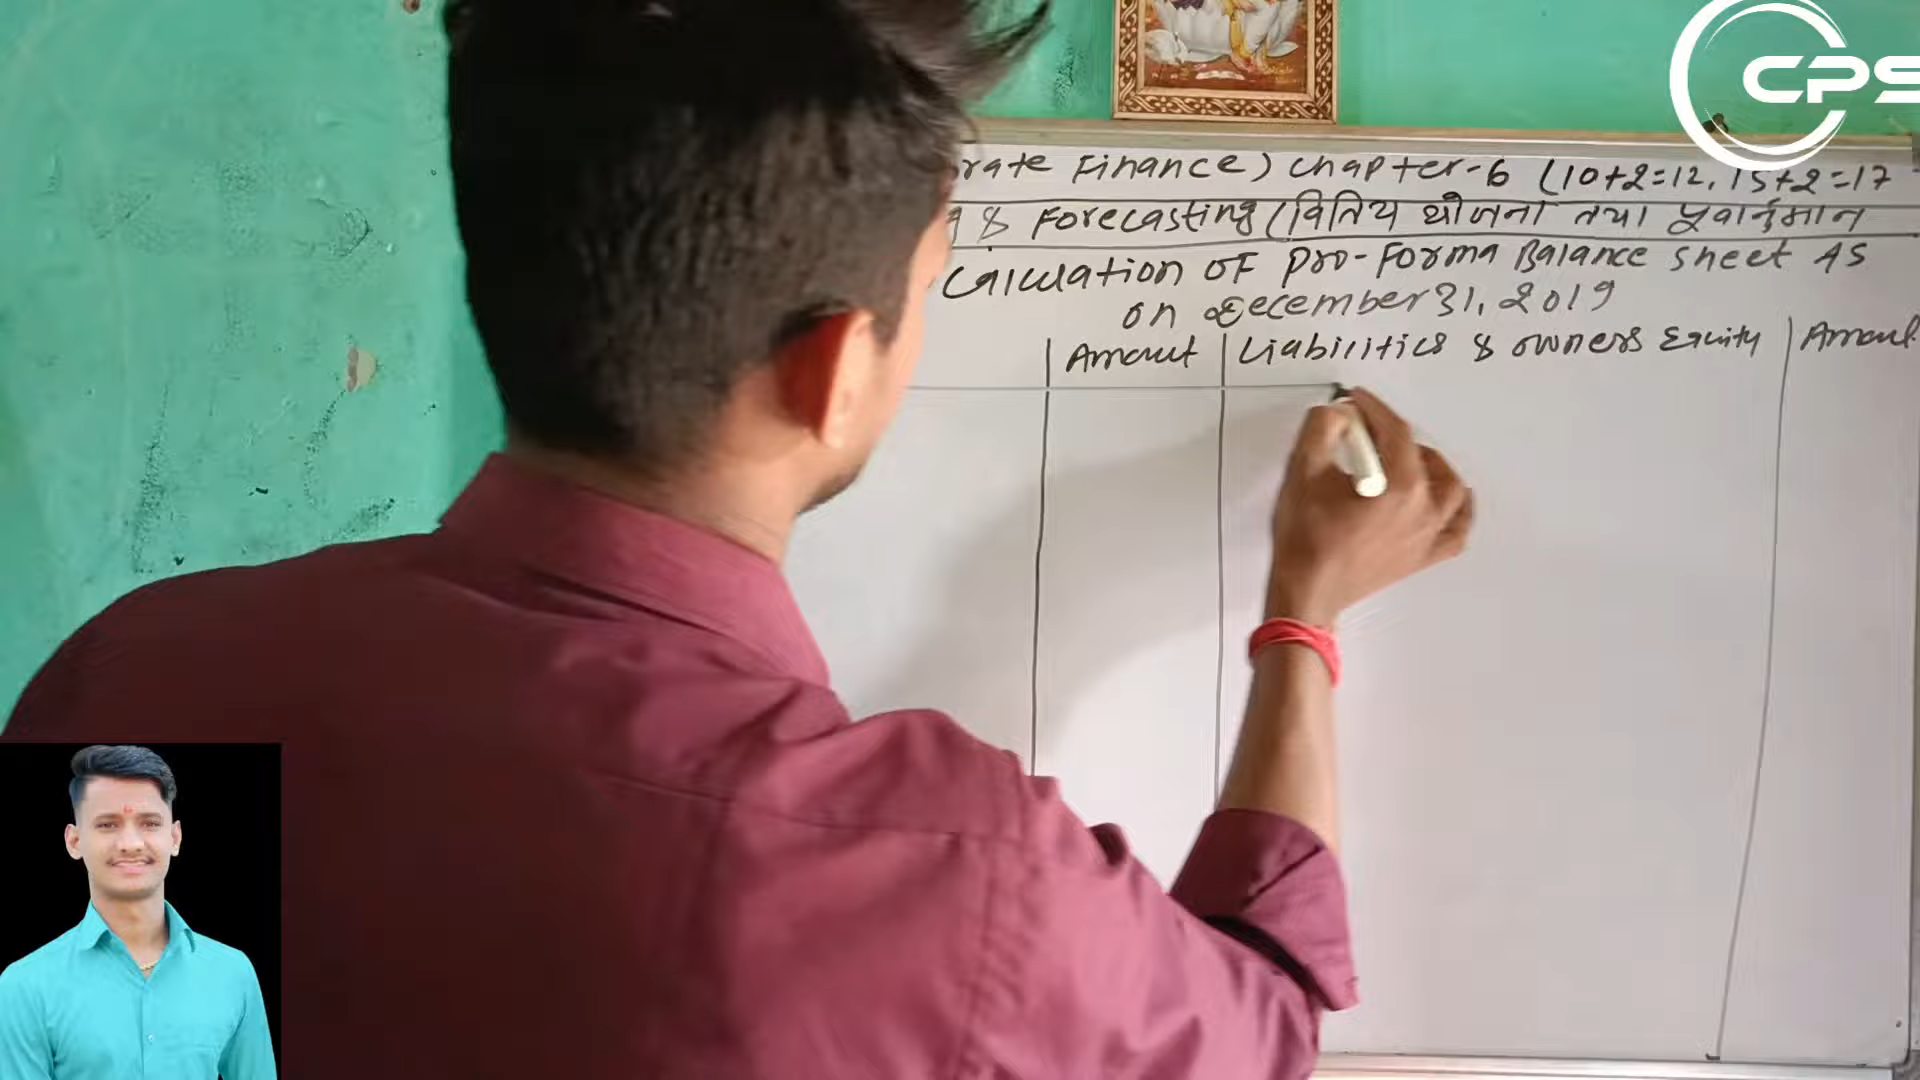 CPS
rate Finance) chapter-6 (10+2=12, 15+2=17
& Forecasting (वित्तिय योजना तथा पूर्वानुमान
Calculation OF Pro-Forma Balance sheet AS
on December 31, 2019
Amount Liabilities & owners Equity Amount